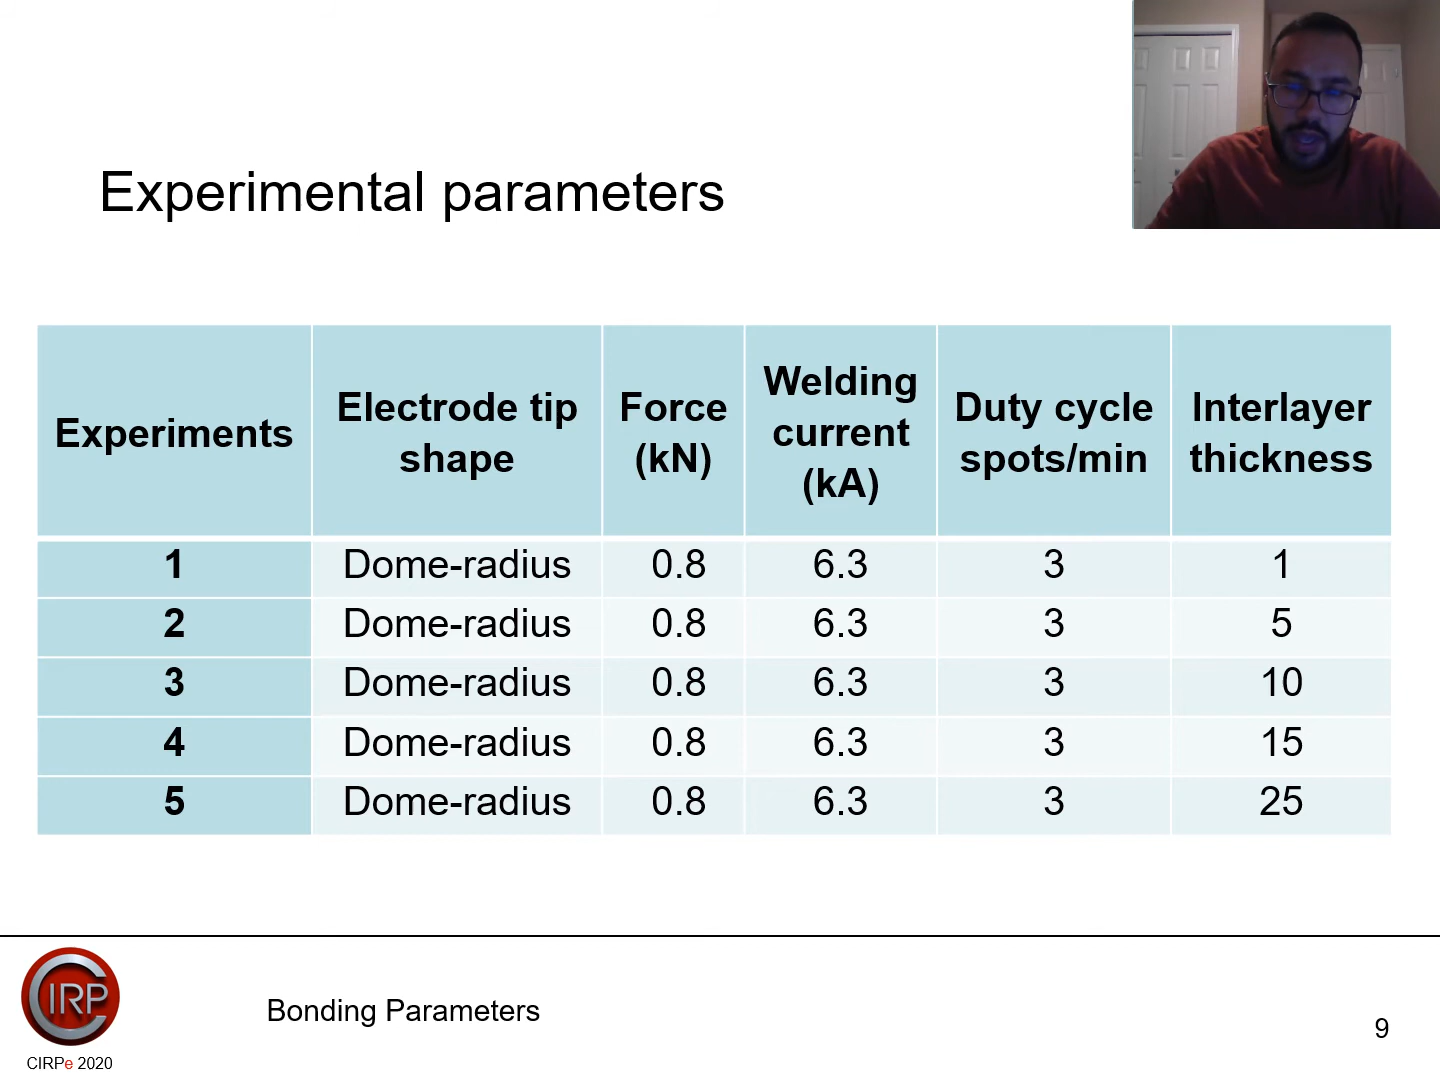 Experimental parameters
Experiments
Electrode tip
shape
Force
(kN)
Welding
current
(kA)
Duty cycle
spots/min
Interlayer
thickness
1 Dome-radius 0.8 6.3 3 1
2 Dome-radius 0.8 6.3 3 5
3 Dome-radius 0.8 6.3 3 10
4 Dome-radius 0.8 6.3 3 15
5 Dome-radius 0.8 6.3 3 25
CIRP
CIRPe 2020
Bonding Parameters
9